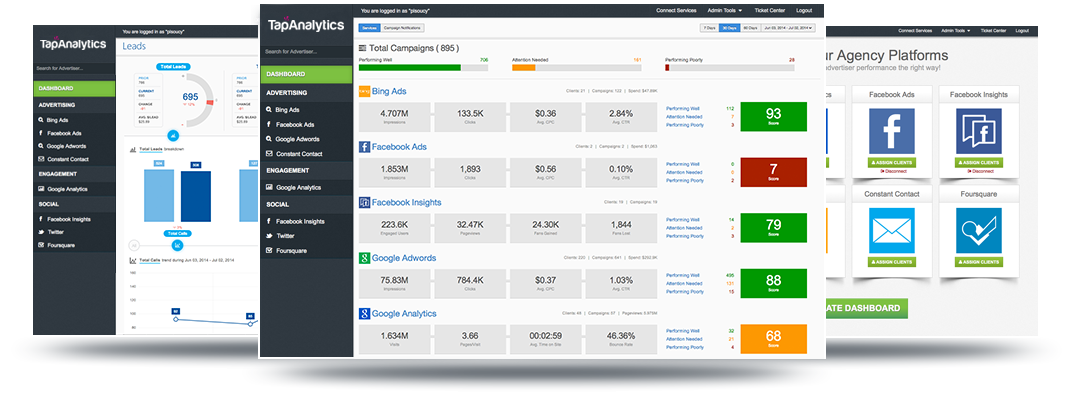 TapAnalytics
You are logged in as "plsoucy"
Leads
Search for Advertiser...
DASHBOARD
ADVERTISING
Bing Ads
Facebook Ads
Google Adwords
Constant Contact
ENGAGEMENT
Google Analytics
SOCIAL
Facebook Insights
Twitter
Foursquare
Total Leads
695
CURRENT
CHANGE
Total Leads breakdown
Total Calls
Total Calls trend during Jun 03, 2014 - Jul 02, 2014
160
140
120
100
80
TapAnalytics
You are logged in as "plsoucy"
Connect Services
Admin Tools
Ticket Center
Logout
Search for Advertiser...
DASHBOARD
ADVERTISING
Bing Ads
Facebook Ads
Google Adwords
Constant Contact
ENGAGEMENT
Google Analytics
SOCIAL
Facebook Insights
Twitter
Foursquare
Services
Campaign Notifications
7 Days
30 Days
90 Days
Jun 03, 2014 - Jul 02, 2014
Total Campaigns ( 895 )
Performing Well 706
Attention Needed 161
Performing Poorly 28
Bing Ads
Clients 21 | Campaigns 122 | Spend $47.89K
4.707M
Impressions
133.5K
Clicks
$0.36
Avg. CPC
2.84%
Avg. CTR
Performing Well 112
Attention Needed 7
Performing Poorly 3
93
Score
Facebook Ads
Clients 2 | Campaigns 2 | Spend $1,063
1.853M
Impressions
1,893
Clicks
$0.56
Avg. CPC
0.10%
Avg. CTR
Performing Well 0
Attention Needed 0
Performing Poorly 2
7
Score
Facebook Insights
Clients 18 | Campaigns 19
223.6K
Engaged Users
32.47K
Pageviews
24.30K
Fans Gained
1,844
Fans Lost
Performing Well 14
Attention Needed 2
Performing Poorly 3
79
Score
Google Adwords
Clients 220 | Campaigns 641 | Spend $292.9K
75.83M
Impressions
784.4K
Clicks
$0.37
Avg. CPC
1.03%
Avg. CTR
Performing Well 495
Attention Needed 131
Performing Poorly 15
88
Score
Google Analytics
Clients 48 | Campaigns 57 | Pageviews 5.975M
1.634M
Visits
3.66
Pages/Visit
00:02:59
Avg. Time on Site
46.36%
Bounce Rate
Performing Well 32
Attention Needed 21
Performing Poorly 4
68
Score
Connect Services
Admin Tools
Ticket Center
Logout
ur Agency Platforms
advertiser performance the right way!
Facebook Ads
ASSIGN CLIENTS
Disconnect
Facebook Insights
ASSIGN CLIENTS
Disconnect
Constant Contact
ASSIGN CLIENTS
Foursquare
ASSIGN CLIENTS
ATE DASHBOARD